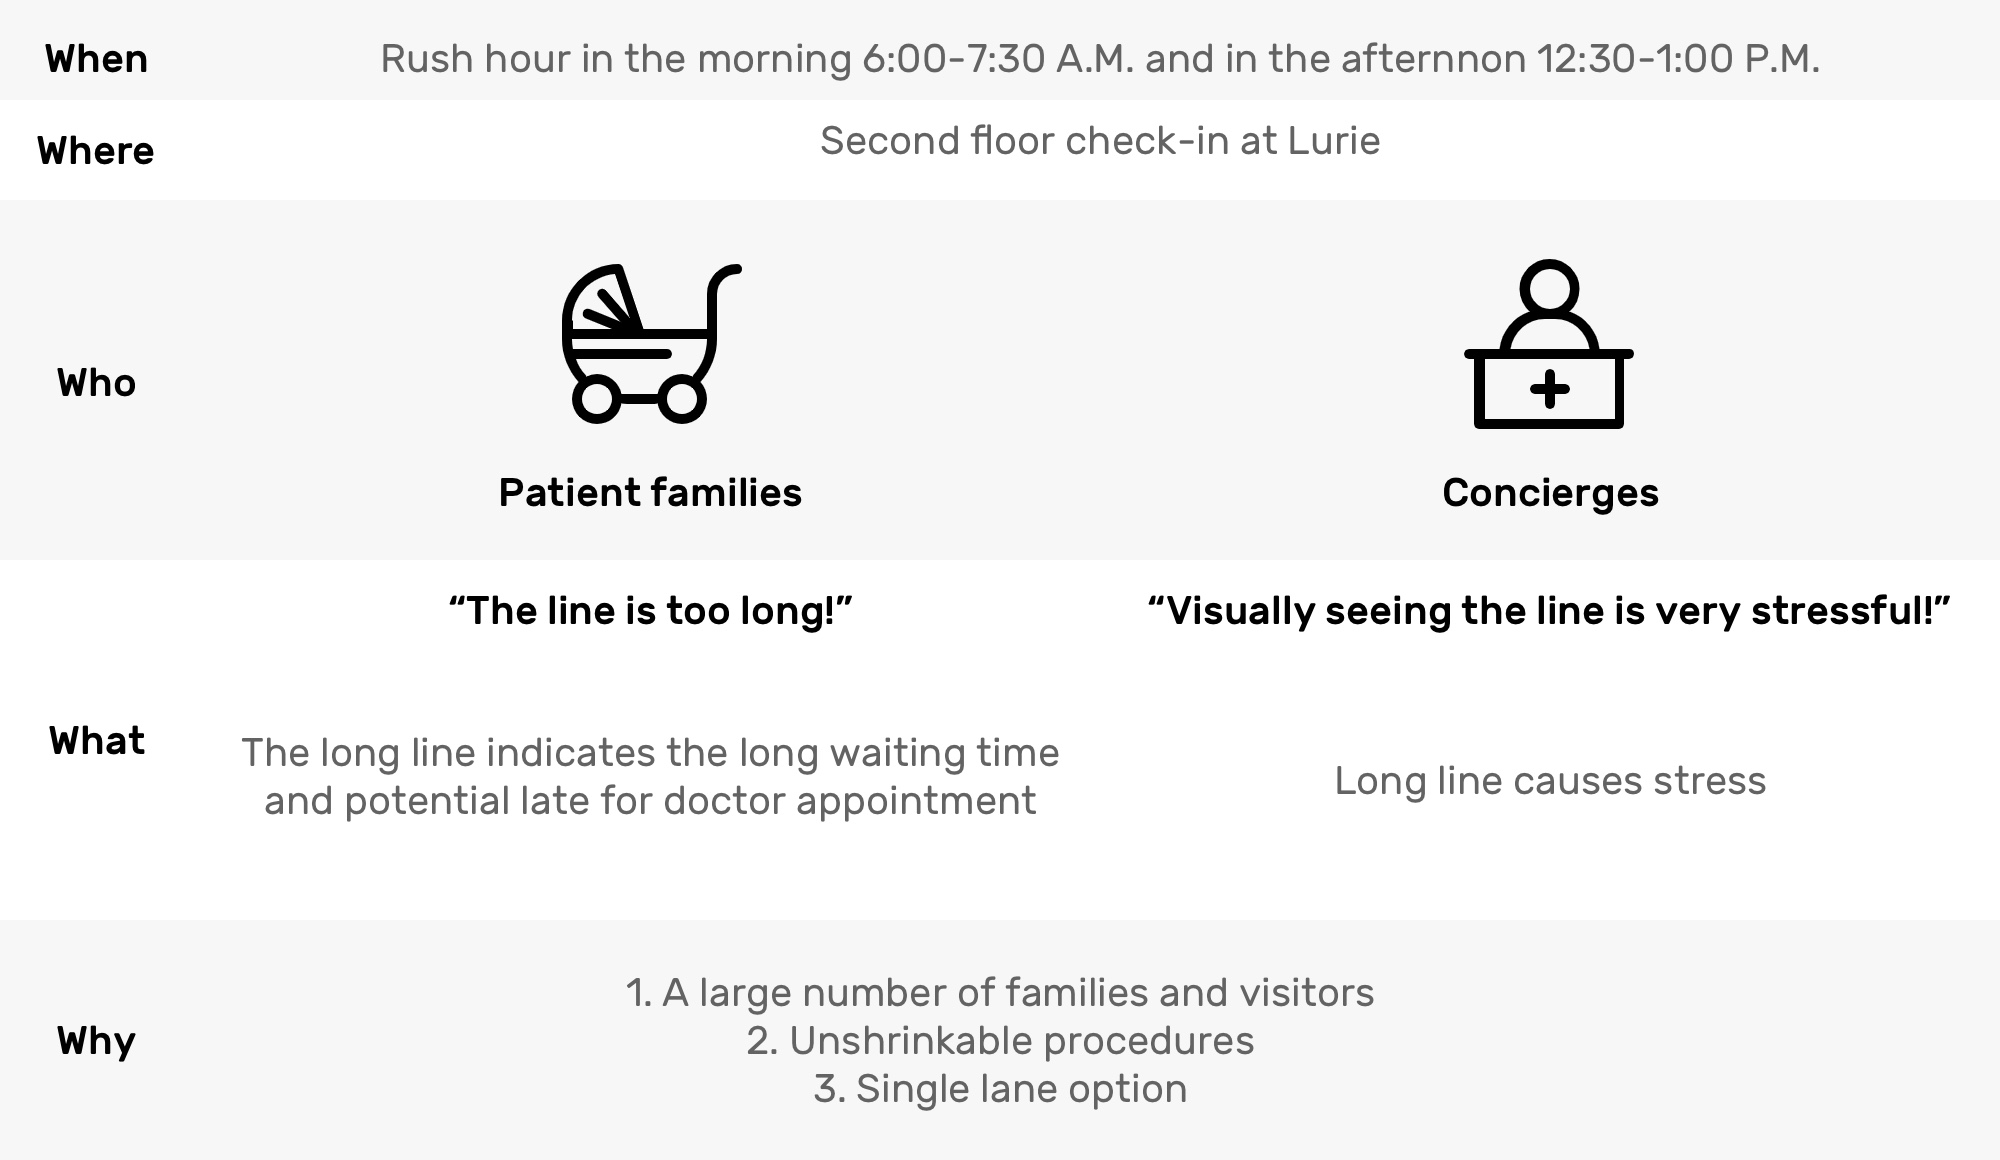 When
Rush hour in the morning 6:00-7:30 A.M. and in the afternnon 12:30-1:00 P.M.
Where
Second floor check-in at Lurie
Who
Patient families
Concierges
What
“The line is too long!”
“Visually seeing the line is very stressful!”
The long line indicates the long waiting time
and potential late for doctor appointment
Long line causes stress
Why
1. A large number of families and visitors
2. Unshrinkable procedures
3. Single lane option